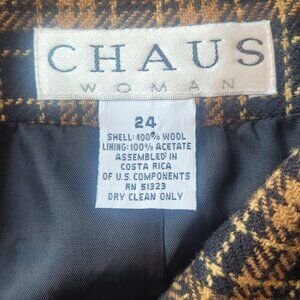 CHAUS
WOMAN
24
SHELL: 100% WOOL
LINING: 100% ACETATE
ASSEMBLED IN
COSTA RICA
OF U.S. COMPONENTS
RN 51323
DRY CLEAN ONLY